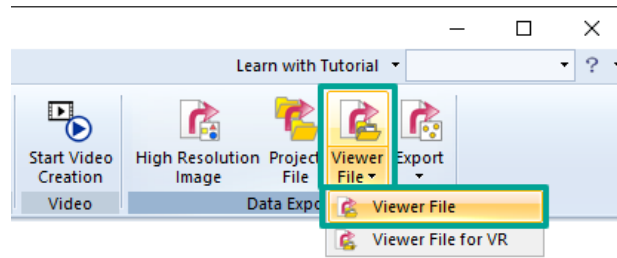 Learn with Tutorial
?
Start Video
Creation
High Resolution
Image
Project
File
Viewer
File
Export
Video
Data Expo
Viewer File
Viewer File for VR